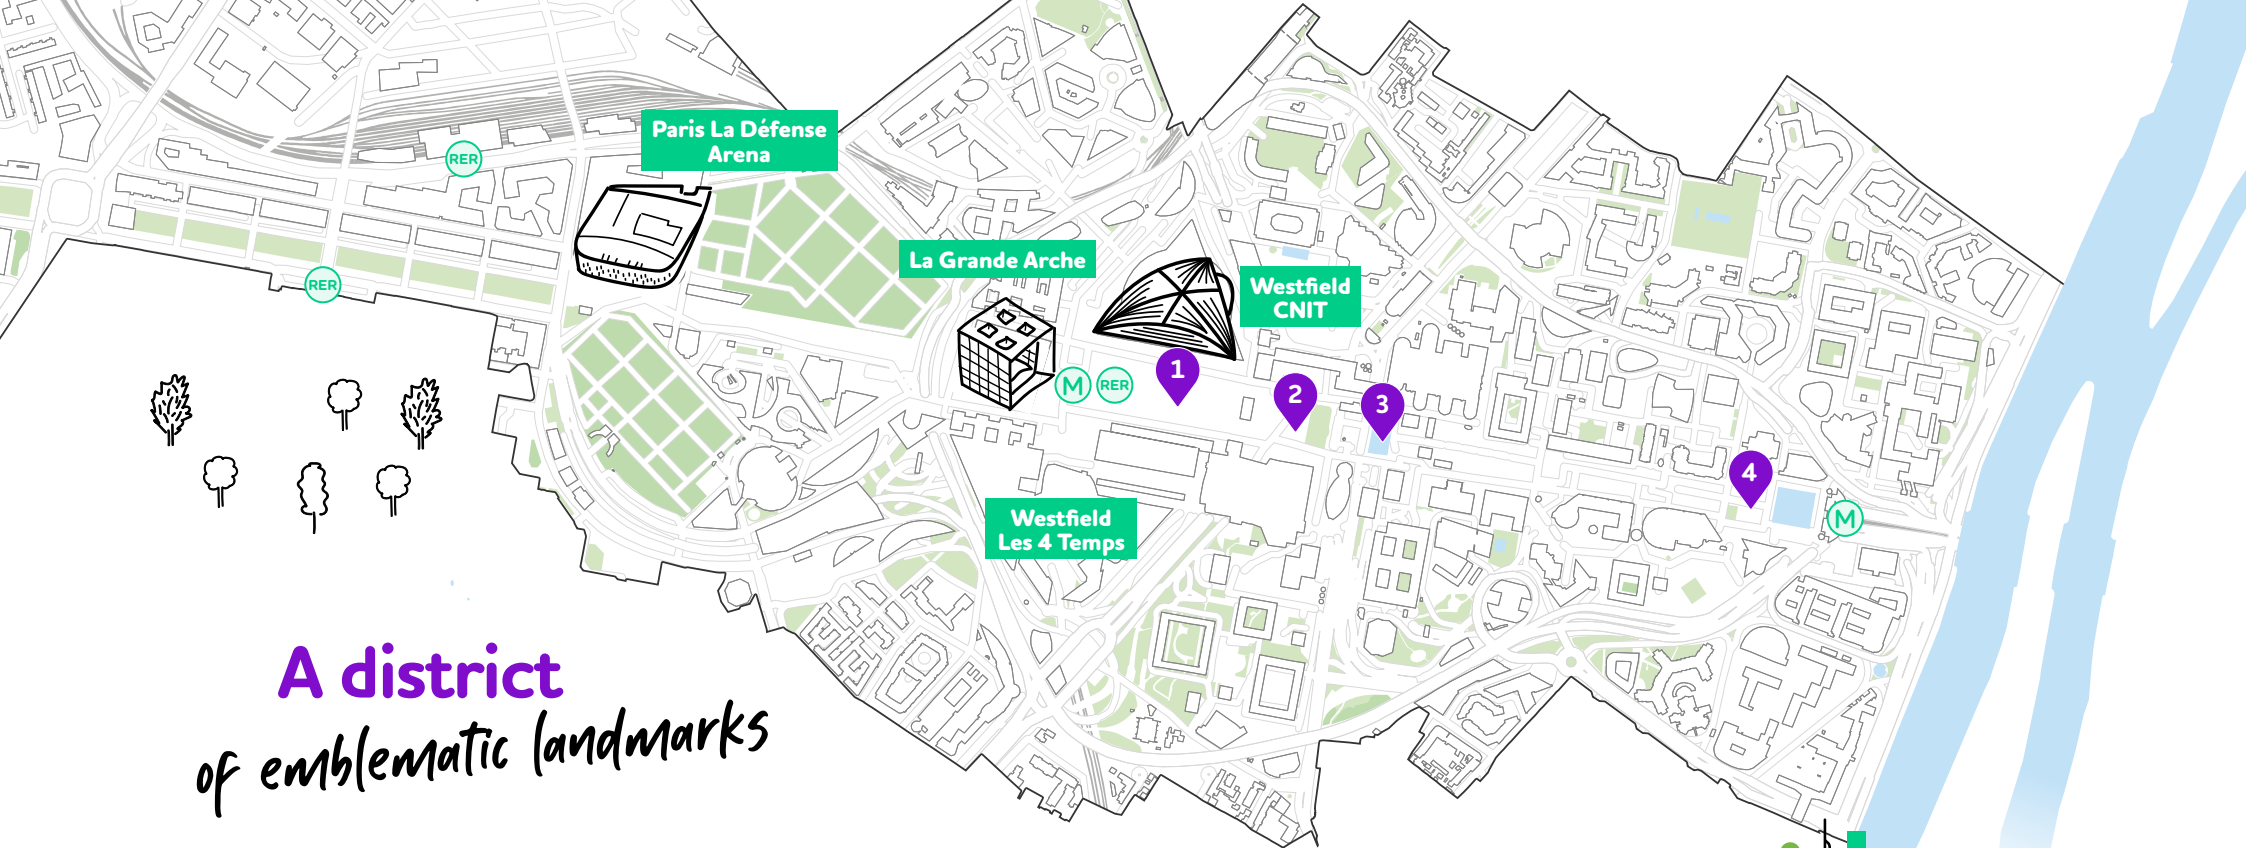 Paris La Défense
Arena
RER
La Grande Arche
Westfield
CNIT
RER
M
RER
1
2
3
4
Westfield
Les 4 Temps
M
A district
of emblematic landmarks